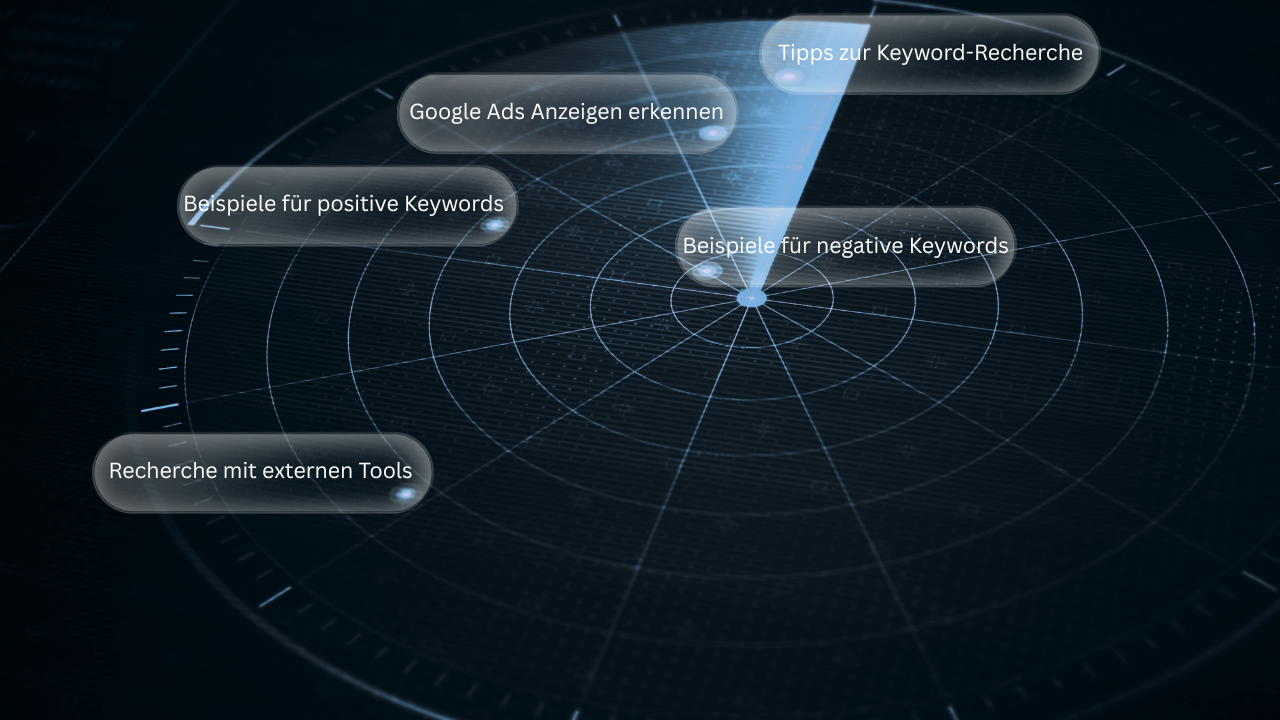 Tipps zur Keyword-Recherche
Google Ads Anzeigen erkennen
Beispiele für positive Keywords
Beispiele für negative Keywords
Recherche mit externen Tools